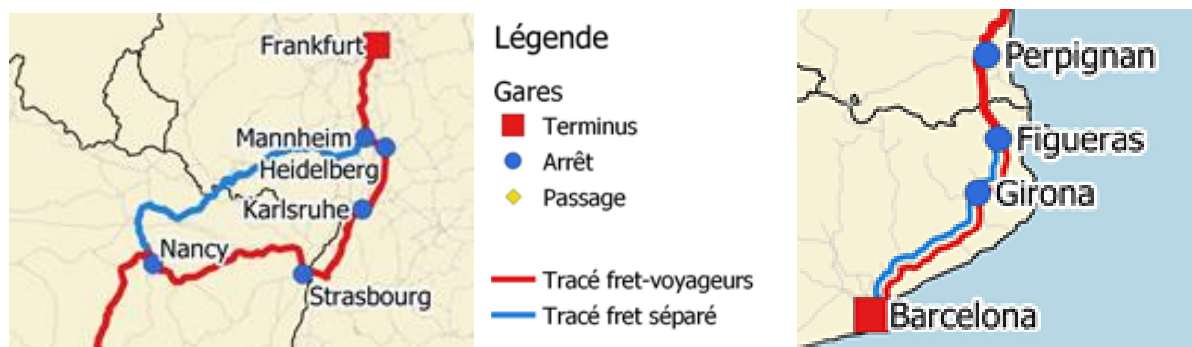 Frankfurt
Mannheim
Heidelberg
Karlsruhe
Nancy
Strasbourg
Légende
Gares
Terminus
Arrêt
Passage
Tracé fret-voyageurs
Tracé fret séparé
Perpignan
Figueras
Girona
Barcelona